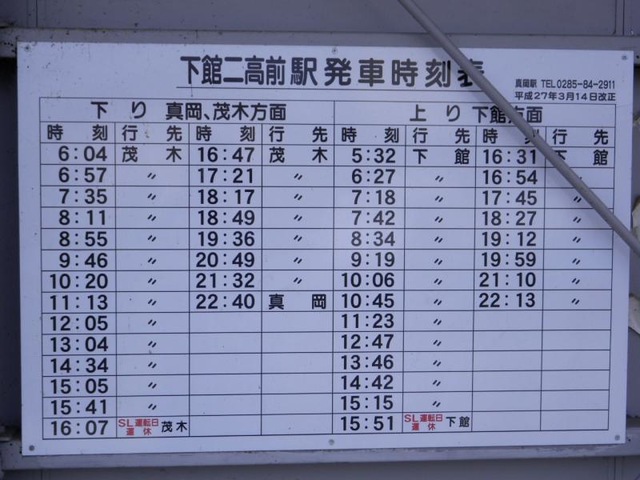 下館二高前駅発車時刻表
真岡駅 TEL0285-84-2911
平成27年3月14日改正
下り 真岡、茂木方面 上り 下館方面
時刻 行先 時刻 行先 時刻 行先 時刻 行先
6:04 茂木 16:47 茂木 5:32 下館 16:31 下館
6:57 〃 17:21 〃 6:27 〃 16:54 〃
7:35 〃 18:17 〃 7:18 〃 17:45 〃
8:11 〃 18:49 〃 7:42 〃 18:27 〃
8:55 〃 19:36 〃 8:34 〃 19:12 〃
9:46 〃 20:49 〃 9:19 〃 19:59 〃
10:20 〃 21:32 〃 10:06 〃 21:10 〃
11:13 〃 22:40 真岡 10:45 〃 22:13 〃
12:05 〃 11:23 〃
13:04 〃 12:47 〃
14:34 〃 13:46 〃
15:05 〃 14:42 〃
15:41 〃 15:15 〃
16:07 SL運転日運休 茂木 15:51 SL運転日運休 下館